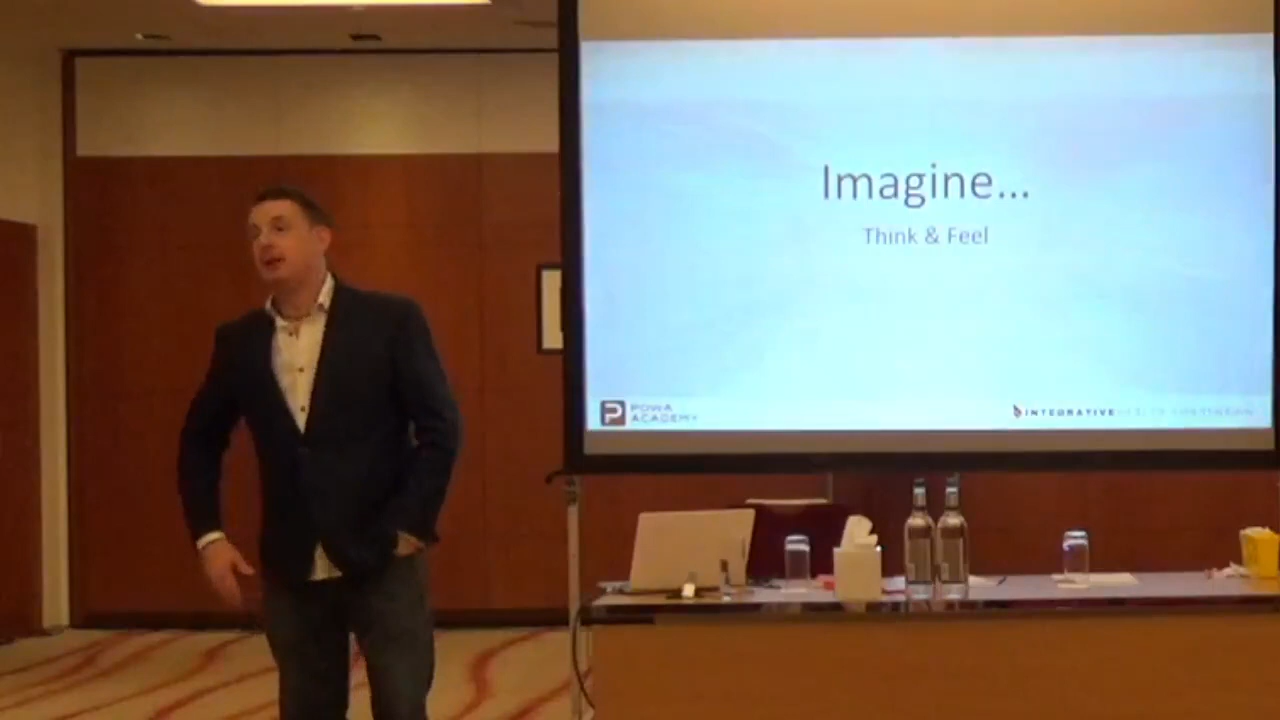 Imagine...
Think & Feel
POWA
ACADEMY
INTEGRATIVE